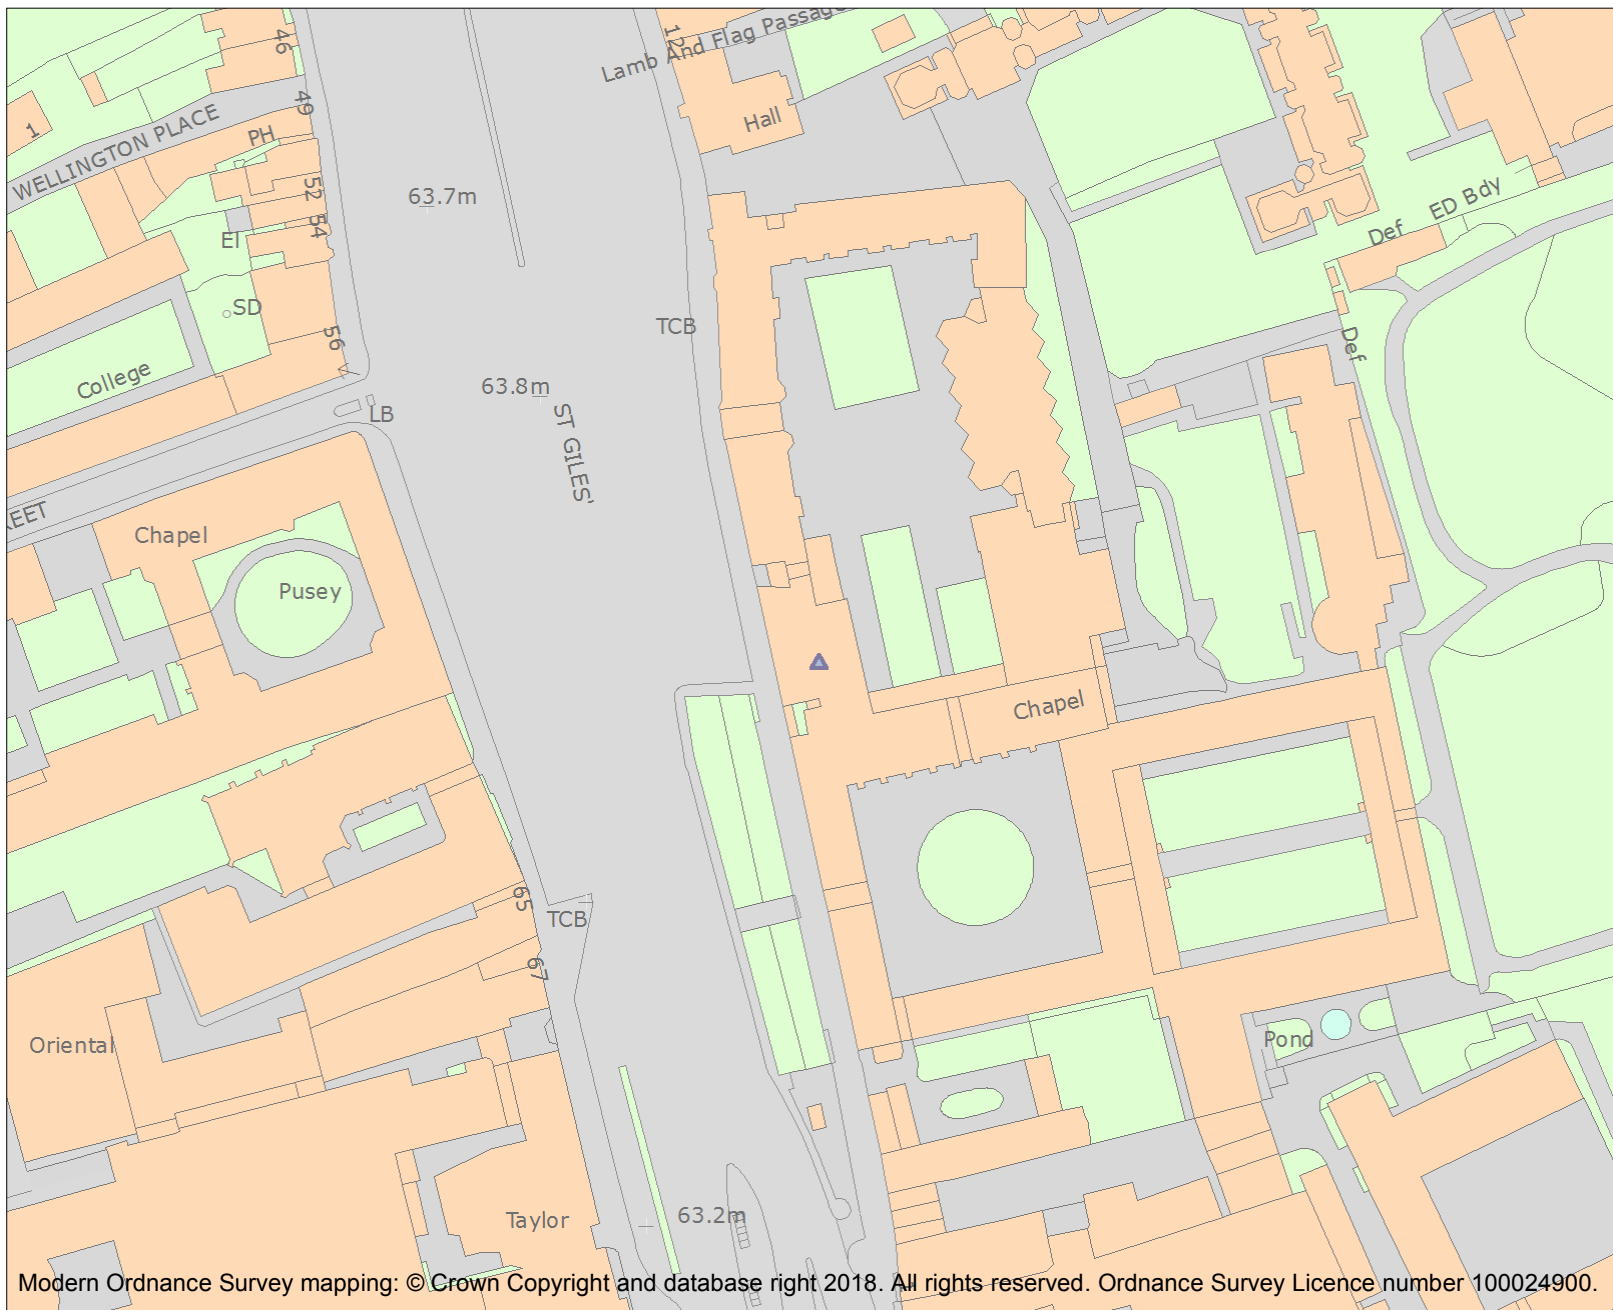 46
12
Lamb And Flag Passage
49
1
WELLINGTON PLACE
PH
Hall
52
54
63.7m
El
ED Bdy
Def
SD
TCB
56
Def
College
63.8m
LB
ST GILES'
REET
Chapel
Pusey
Chapel
65
TCB
67
Oriental
Pond
Taylor
63.2m
Modern Ordnance Survey mapping: © Crown Copyright and database right 2018. All rights reserved. Ordnance Survey Licence number 100024900.